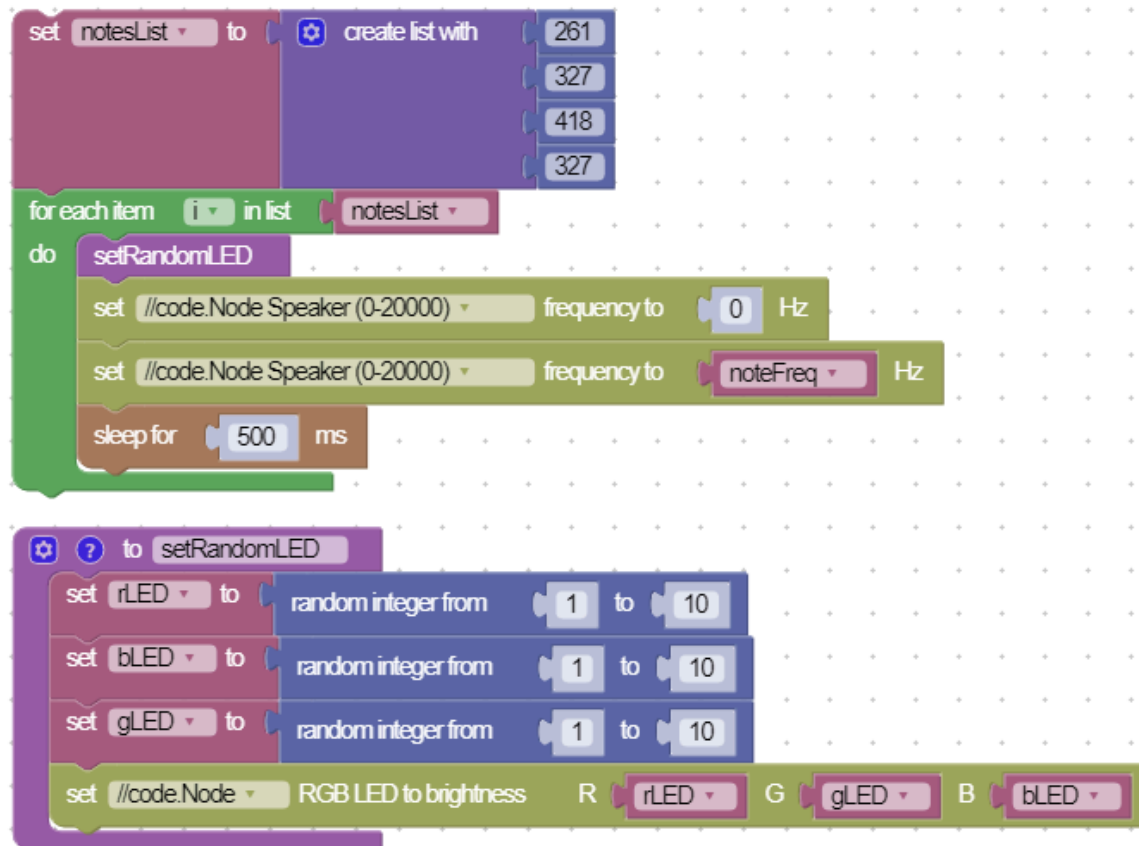 set notesList to create list with 261
327
418
327
for each item i in list notesList
do setRandomLED
set //code.Node Speaker (0-20000) frequency to 0 Hz
set //code.Node Speaker (0-20000) frequency to noteFreq Hz
sleep for 500 ms
? to setRandomLED
set rLED to random integer from 1 to 10
set bLED to random integer from 1 to 10
set gLED to random integer from 1 to 10
set //code.Node RGB LED to brightness R rLED G gLED B bLED